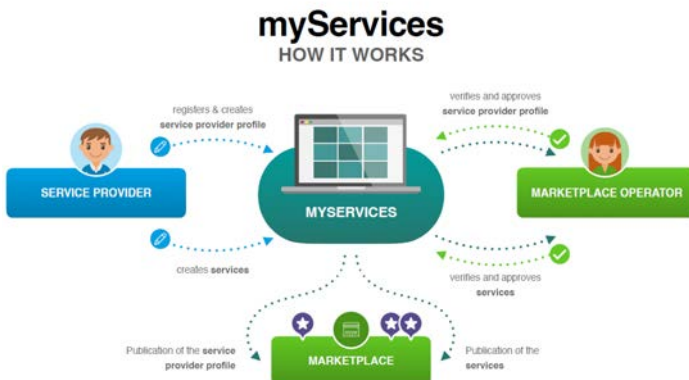 myServices
HOW IT WORKS
registers & creates
service provider profile
verifies and approves
service provider profile
SERVICE PROVIDER
MYSERVICES
MARKETPLACE OPERATOR
creates services
verifies and approves
services
Publication of the service
provider profile
MARKETPLACE
Publication of the
services